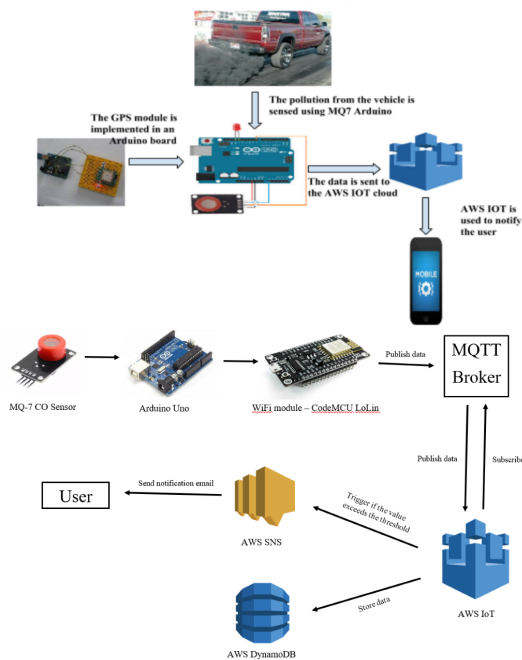 The pollution from the vehicle is
sensed using MQ7 Arduino
The GPS module is
implemented in an
Arduino board
The data is sent to
the AWS IOT cloud
AWS IOT is
used to notify
the user
MOBILE
MQ-7 CO Sensor
Arduino Uno
WiFi module – CodeMCU LoLin
Publish data
MQTT
Broker
Publish data
Subscribe
Send notification email
User
AWS SNS
Trigger if the value
exceeds the threshold
AWS IoT
Store data
AWS DynamoDB